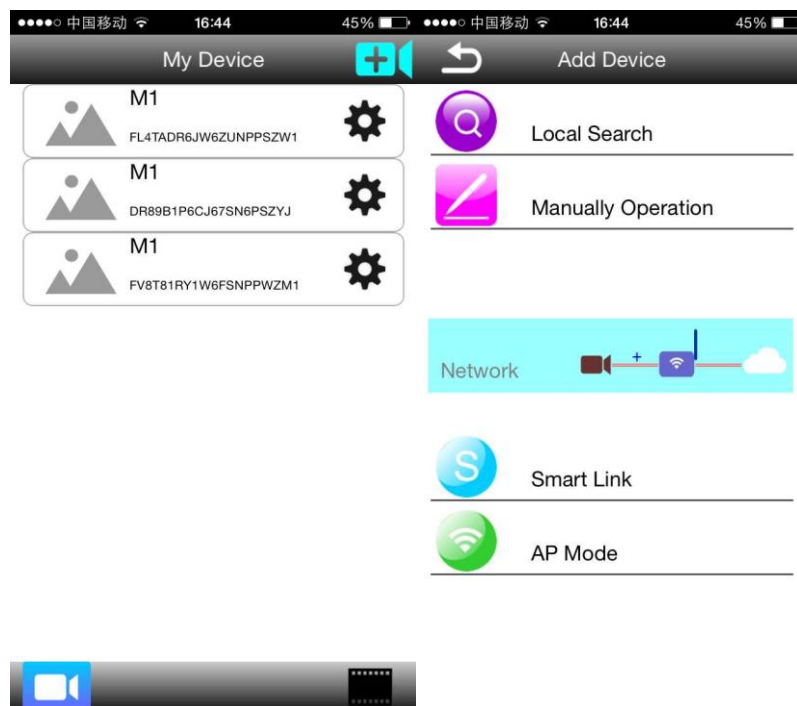 中国移动 16:44 45%
My Device
M1
FL4TADR6JW6ZUNPPSZW1
M1
DR89B1P6CJ67SN6PSZYJ
M1
FV8T81RY1W6FSNPPWZM1
中国移动 16:44 45%
Add Device
Local Search
Manually Operation
Network
+
S
Smart Link
AP Mode